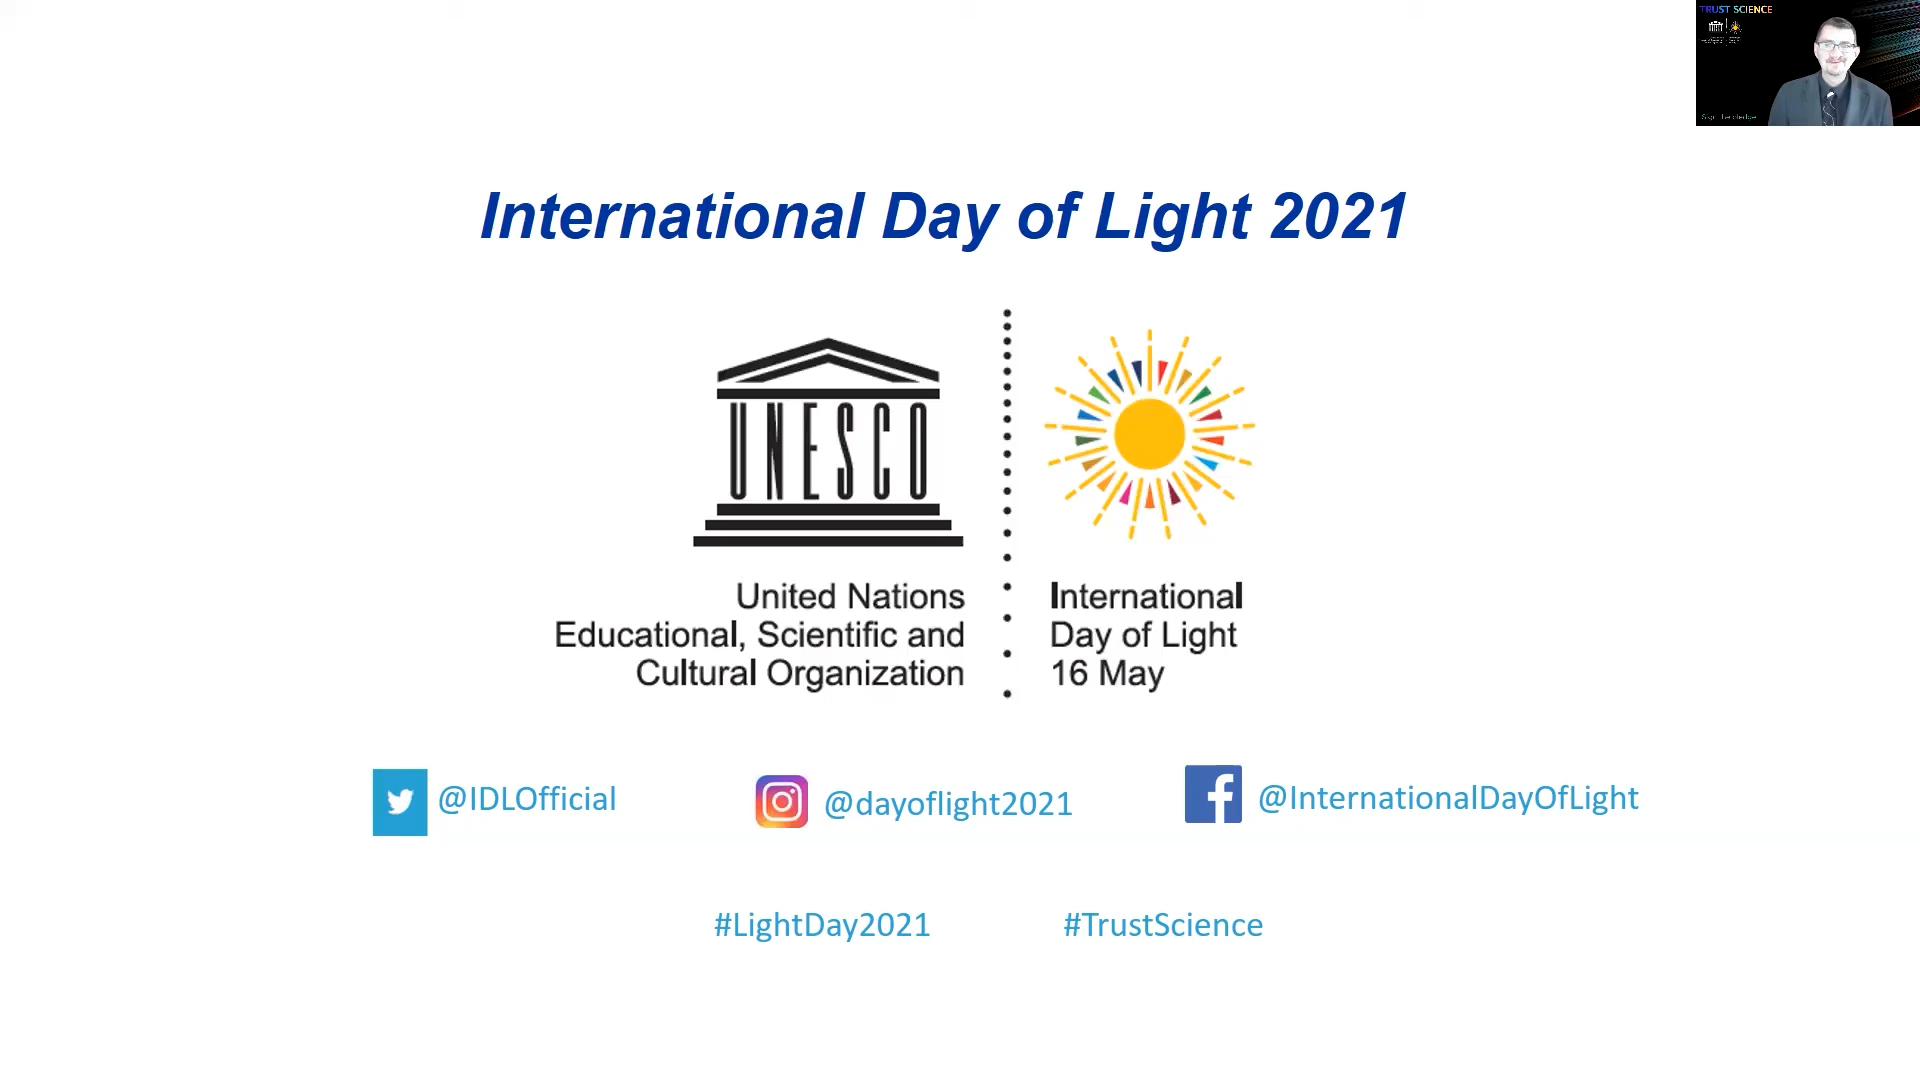 TRUST SCIENCE
International Day of Light 2021
UNESCO
United Nations
Educational, Scientific and
Cultural Organization
International
Day of Light
16 May
@IDLOfficial
@dayoflight2021
@InternationalDayOfLight
#LightDay2021
#TrustScience